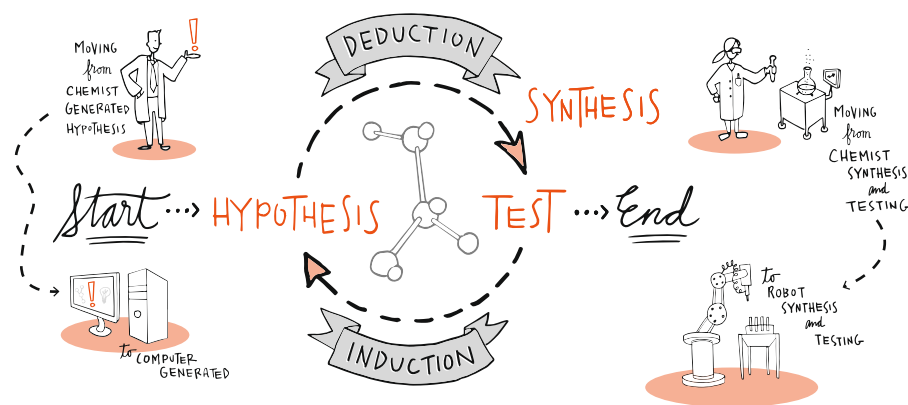 MOVING
from
CHEMIST
GENERATED
HYPOTHESIS
!
DEDUCTION
SYNTHESIS
MOVING
from
CHEMIST
SYNTHESIS
and
TESTING
Start
HYPOTHESIS
TEST
End
!
to COMPUTER
GENERATED
INDUCTION
to
ROBOT
SYNTHESIS
and
TESTING